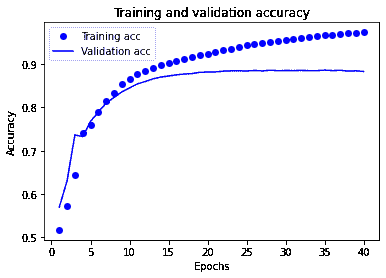 Training and validation accuracy
Training acc
Validation acc
Accuracy
0.9
0.8
0.7
0.6
0.5
0 5 10 15 20 25 30 35 40
Epochs